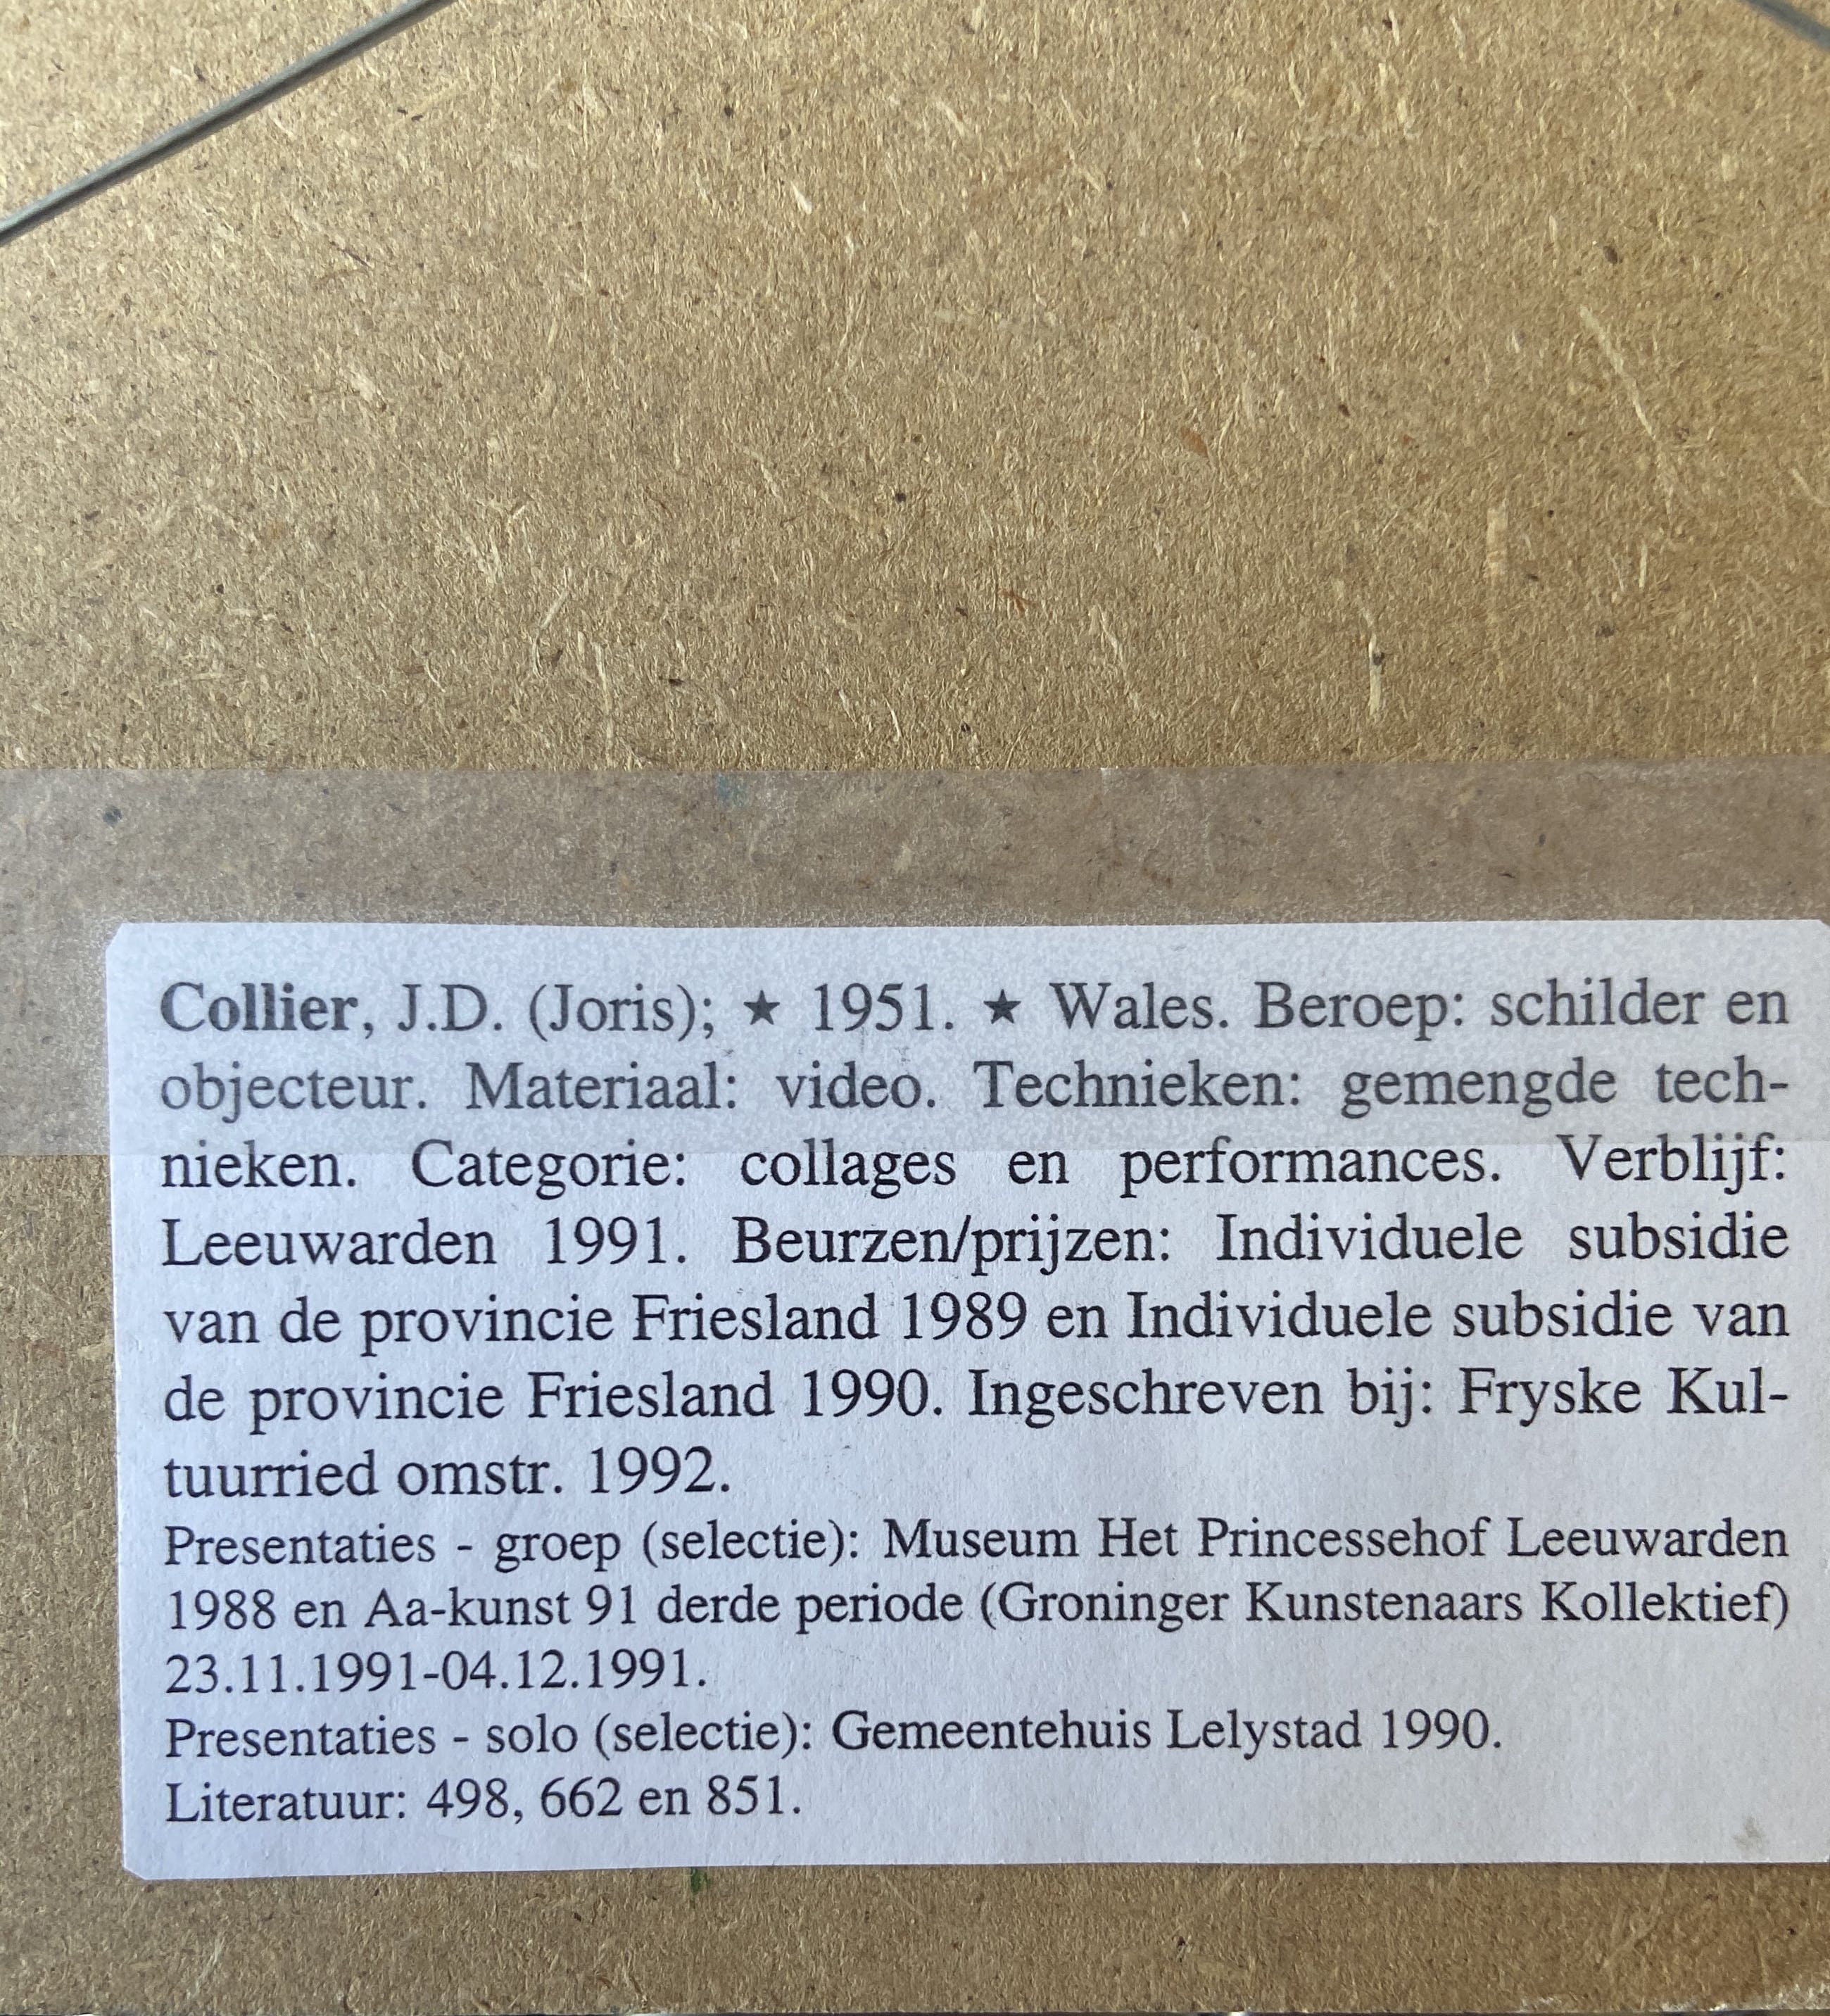 Collier, J.D. (Joris); ★ 1951. ★ Wales. Beroep: schilder en
objecteur. Materiaal: video. Technieken: gemengde tech-
nieken. Categorie: collages en performances. Verblijf:
Leeuwarden 1991. Beurzen/prijzen: Individuele subsidie
van de provincie Friesland 1989 en Individuele subsidie van
de provincie Friesland 1990. Ingeschreven bij: Fryske Kul-
tuurried omstr. 1992.
Presentaties - groep (selectie): Museum Het Princessehof Leeuwarden
1988 en Aa-kunst 91 derde periode (Groninger Kunstenaars Kollektief)
23.11.1991-04.12.1991.
Presentaties - solo (selectie): Gemeentehuis Lelystad 1990.
Literatuur: 498, 662 en 851.